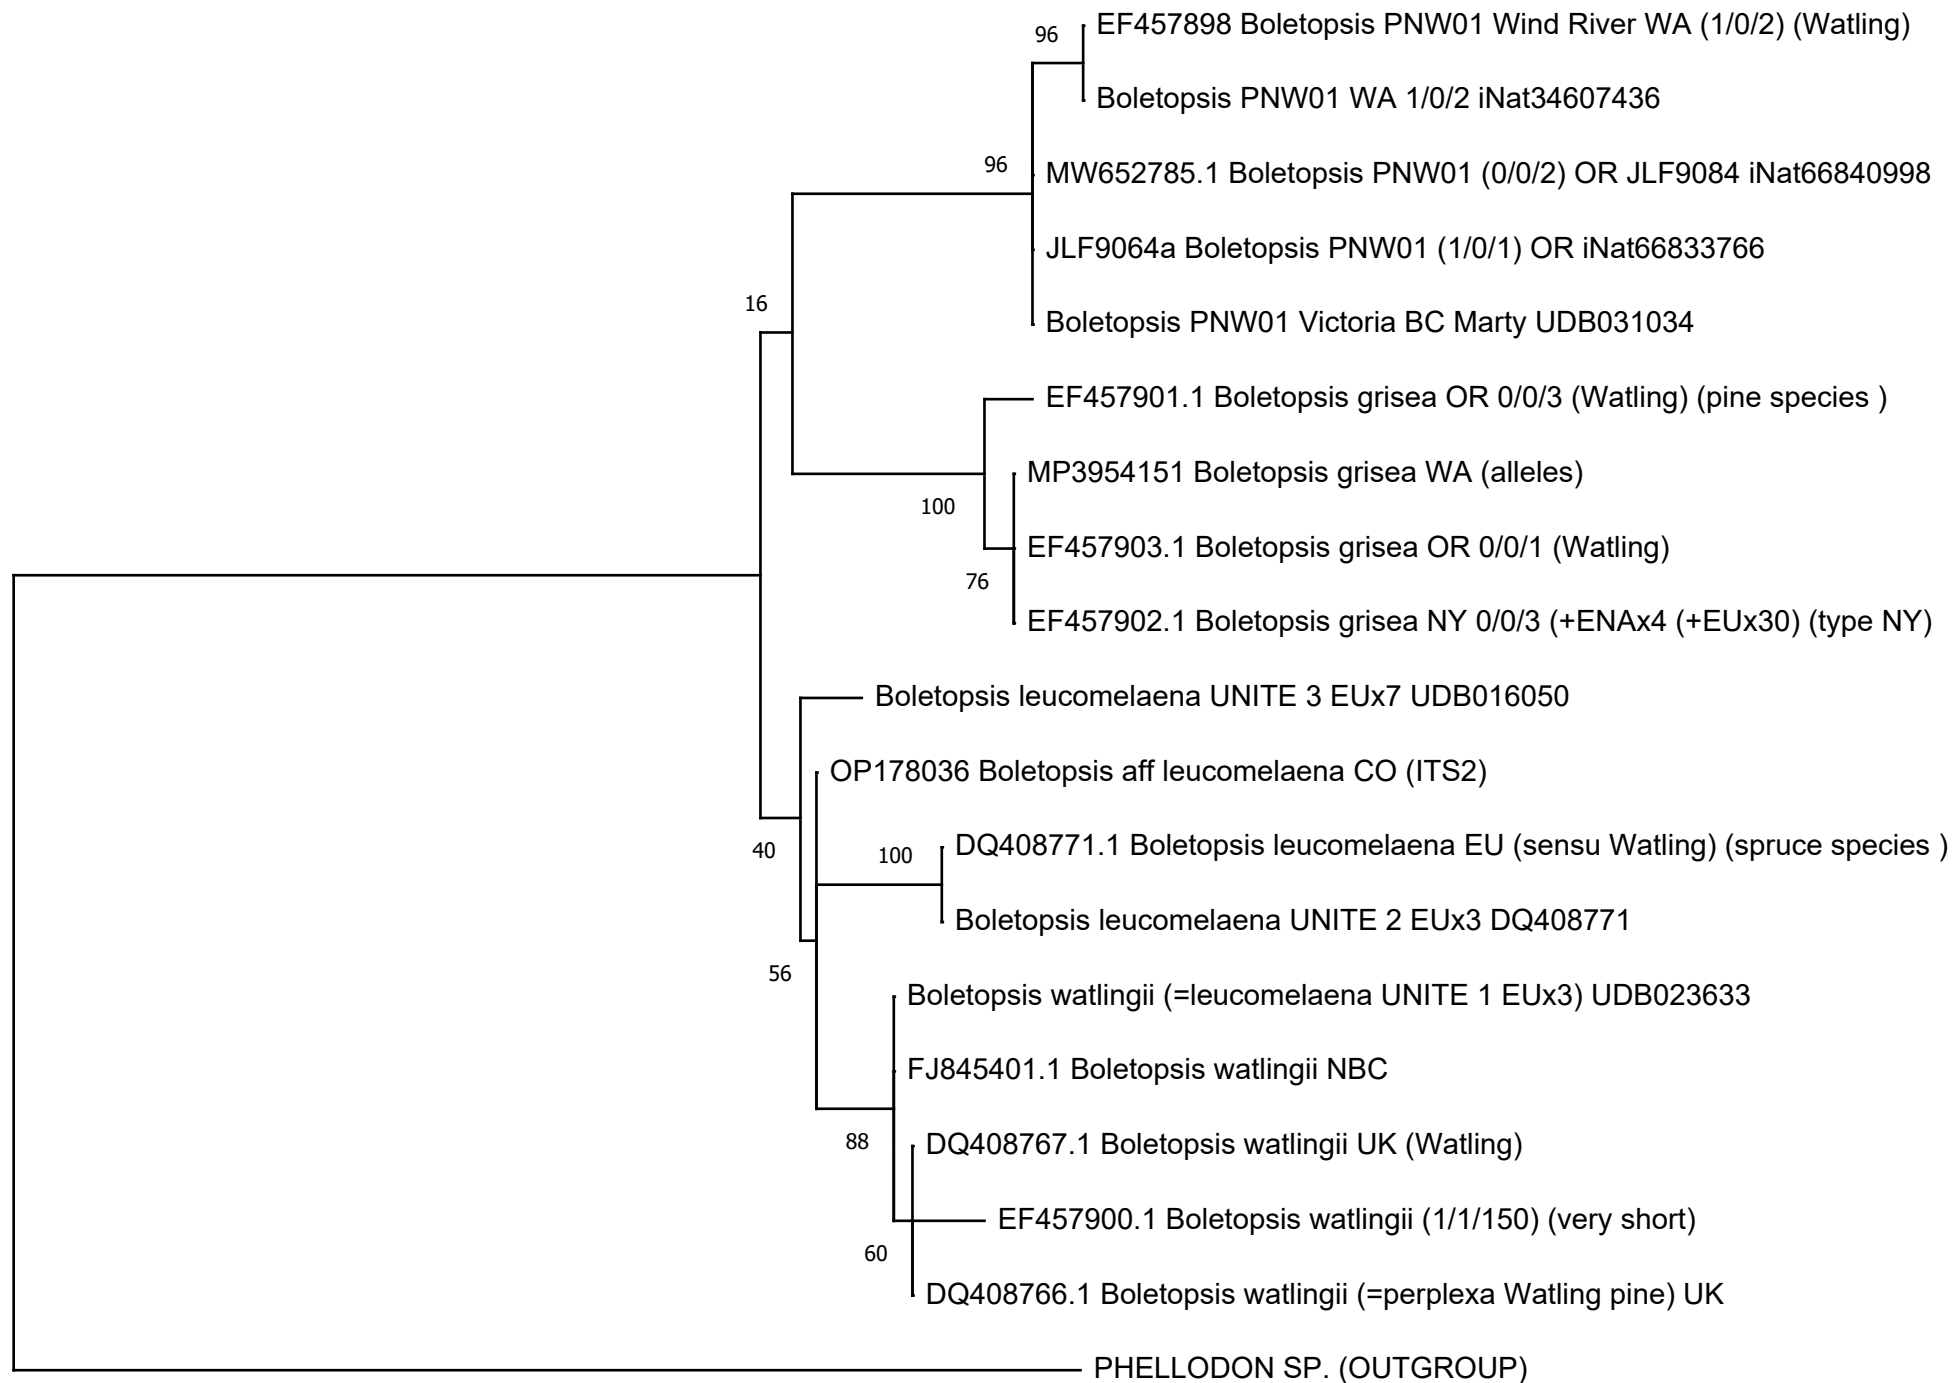 96
EF457898 Boletopsis PNW01 Wind River WA (1/0/2) (Watling)
Boletopsis PNW01 WA 1/0/2 iNat34607436
96
MW652785.1 Boletopsis PNW01 (0/0/2) OR JLF9084 iNat66840998
JLF9064a Boletopsis PNW01 (1/0/1) OR iNat66833766
16
Boletopsis PNW01 Victoria BC Marty UDB031034
EF457901.1 Boletopsis grisea OR 0/0/3 (Watling) (pine species )
MP3954151 Boletopsis grisea WA (alleles)
100
EF457903.1 Boletopsis grisea OR 0/0/1 (Watling)
76
EF457902.1 Boletopsis grisea NY 0/0/3 (+ENAx4 (+EUx30) (type NY)
Boletopsis leucomelaena UNITE 3 EUx7 UDB016050
OP178036 Boletopsis aff leucomelaena CO (ITS2)
40
100
DQ408771.1 Boletopsis leucomelaena EU (sensu Watling) (spruce species )
Boletopsis leucomelaena UNITE 2 EUx3 DQ408771
56
Boletopsis watlingii (=leucomelaena UNITE 1 EUx3) UDB023633
FJ845401.1 Boletopsis watlingii NBC
88
DQ408767.1 Boletopsis watlingii UK (Watling)
EF457900.1 Boletopsis watlingii (1/1/150) (very short)
60
DQ408766.1 Boletopsis watlingii (=perplexa Watling pine) UK
PHELLODON SP. (OUTGROUP)